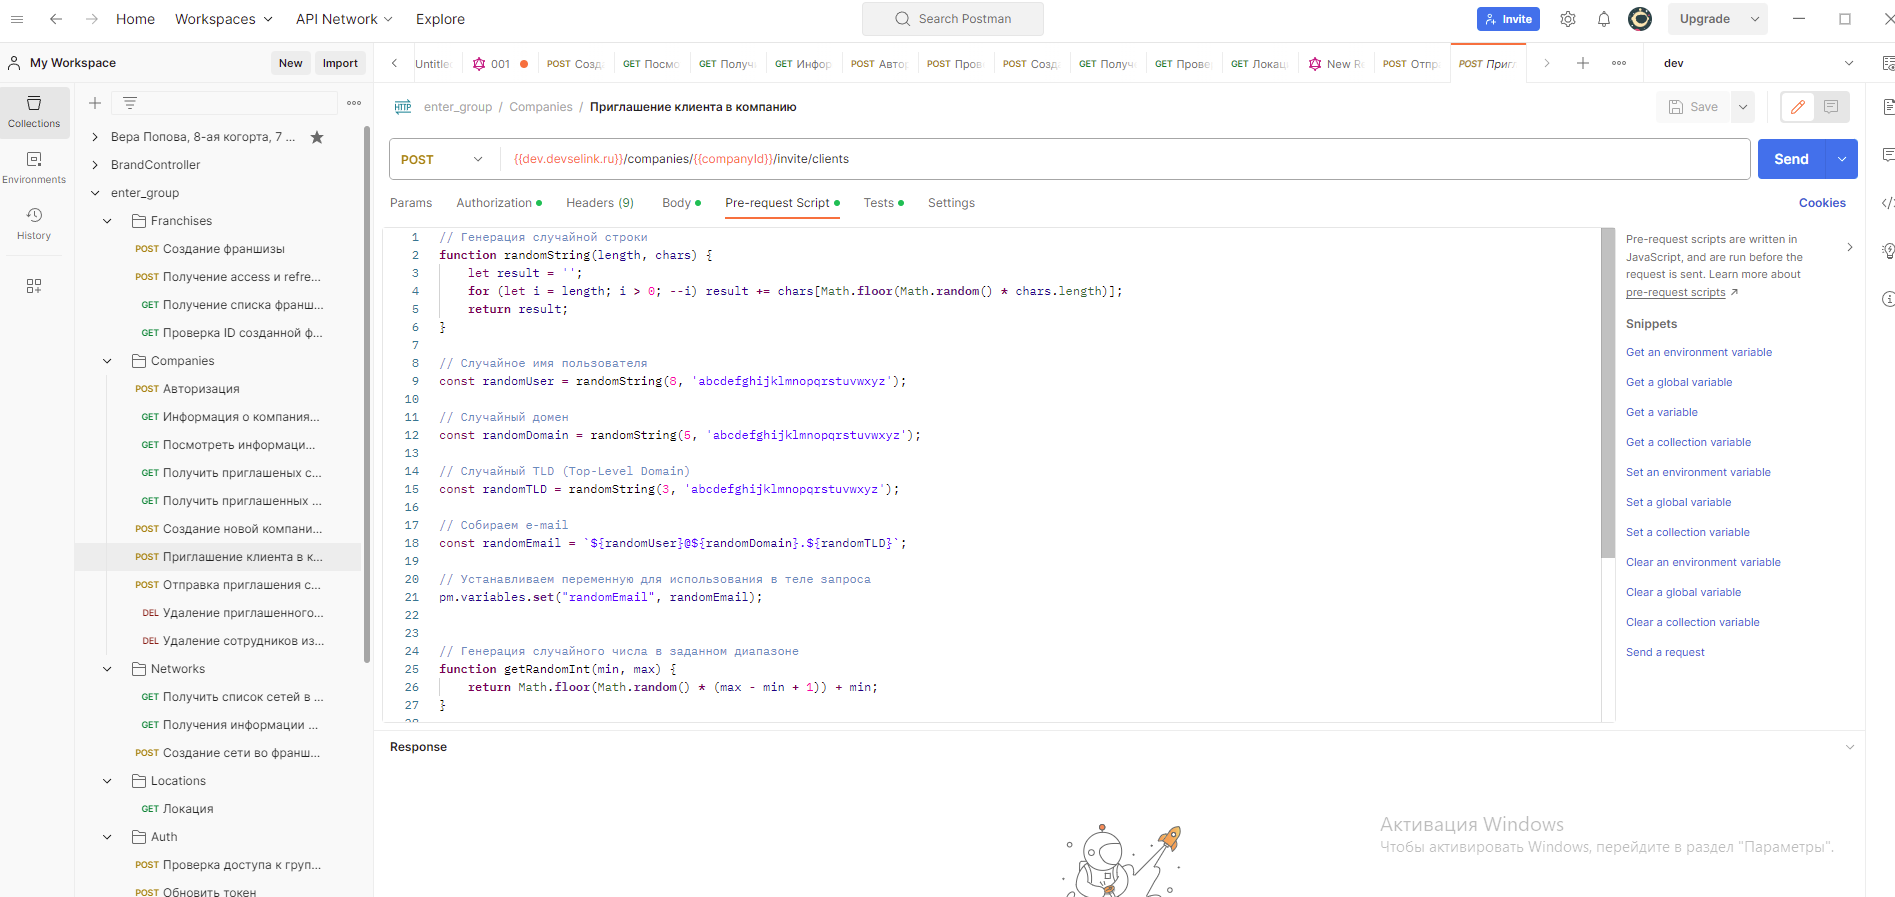 Home Workspaces API Network Explore Search Postman Invite Upgrade
My Workspace New Import
Untitle 001 POST Созд GET Посмо GET Получ GET Инфор POST Автор POST Пров POST Созд GET Получ GET Прове GET Локац New R POST Отпр POST Пригл dev
Collections
Environments
History
Вера Попова, 8-ая когорта, 7 ...
BrandController
enter_group
Franchises
POST Создание франшизы
POST Получение access и refre...
GET Получение списка франш...
GET Проверка ID созданной ф...
Companies
POST Авторизация
GET Информация о компания...
GET Посмотреть информаци...
GET Получить приглашеных с...
GET Получить приглашенных ...
POST Создание новой компани...
POST Приглашение клиента в к...
POST Отправка приглашения с...
DEL Удаление приглашенного...
DEL Удаление сотрудников из...
Networks
GET Получить список сетей в ...
GET Получения информации ...
POST Создание сети во франш...
Locations
GET Локация
Auth
POST Проверка доступа к груп...
POST Обновить токен
HTTP enter_group / Companies / Приглашение клиента в компанию Save
POST {{dev.devselink.ru}}/companies/{{companyId}}/invite/clients Send
Params Authorization Headers (9) Body Pre-request Script Tests Settings Cookies
1 // Генерация случайной строки
2 function randomString(length, chars) {
3 let result = '';
4 for (let i = length; i > 0; --i) result += chars[Math.floor(Math.random() * chars.length)];
5 return result;
6 }
7
8 // Случайное имя пользователя
9 const randomUser = randomString(8, 'abcdefghijklmnopqrstuvwxyz');
10
11 // Случайный домен
12 const randomDomain = randomString(5, 'abcdefghijklmnopqrstuvwxyz');
13
14 // Случайный TLD (Top-Level Domain)
15 const randomTLD = randomString(3, 'abcdefghijklmnopqrstuvwxyz');
16
17 // Собираем e-mail
18 const randomEmail = `${randomUser}@${randomDomain}.${randomTLD}`;
19
20 // Устанавливаем переменную для использования в теле запроса
21 pm.variables.set("randomEmail", randomEmail);
22
23
24 // Генерация случайного числа в заданном диапазоне
25 function getRandomInt(min, max) {
26 return Math.floor(Math.random() * (max - min + 1)) + min;
27 }
28
Pre-request scripts are written in
JavaScript, and are run before the
request is sent. Learn more about
pre-request scripts ↗
Snippets
Get an environment variable
Get a global variable
Get a variable
Get a collection variable
Set an environment variable
Set a global variable
Set a collection variable
Clear an environment variable
Clear a global variable
Clear a collection variable
Send a request
Response
Активация Windows
Чтобы активировать Windows, перейдите в раздел "Параметры".